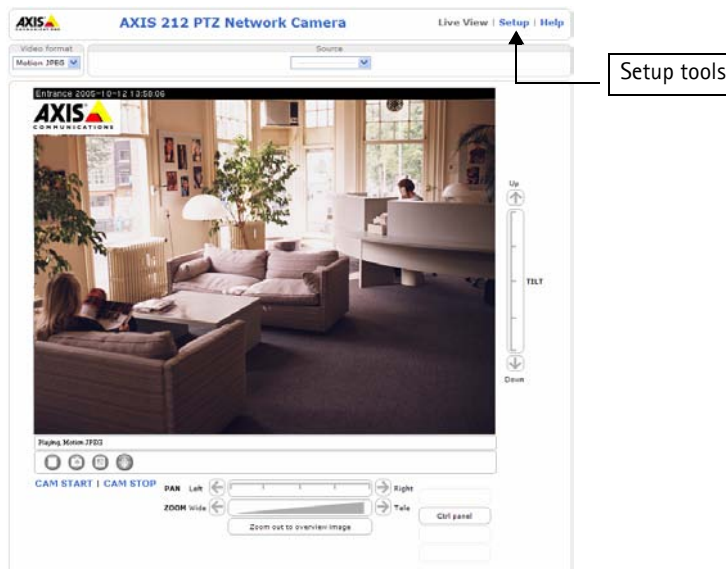 AXIS
COMMUNICATIONS
AXIS 212 PTZ Network Camera
Live View | Setup | Help
Video format
Motion JPEG
Source
Setup tools
Entrance 2005-10-12 13:58:06
AXIS
COMMUNICATIONS
Up
TILT
Down
Playing, Motion JPEG
CAM START | CAM STOP
PAN Left
Right
ZOOM Wide
Tele
Ctrl panel
Zoom out to overview image